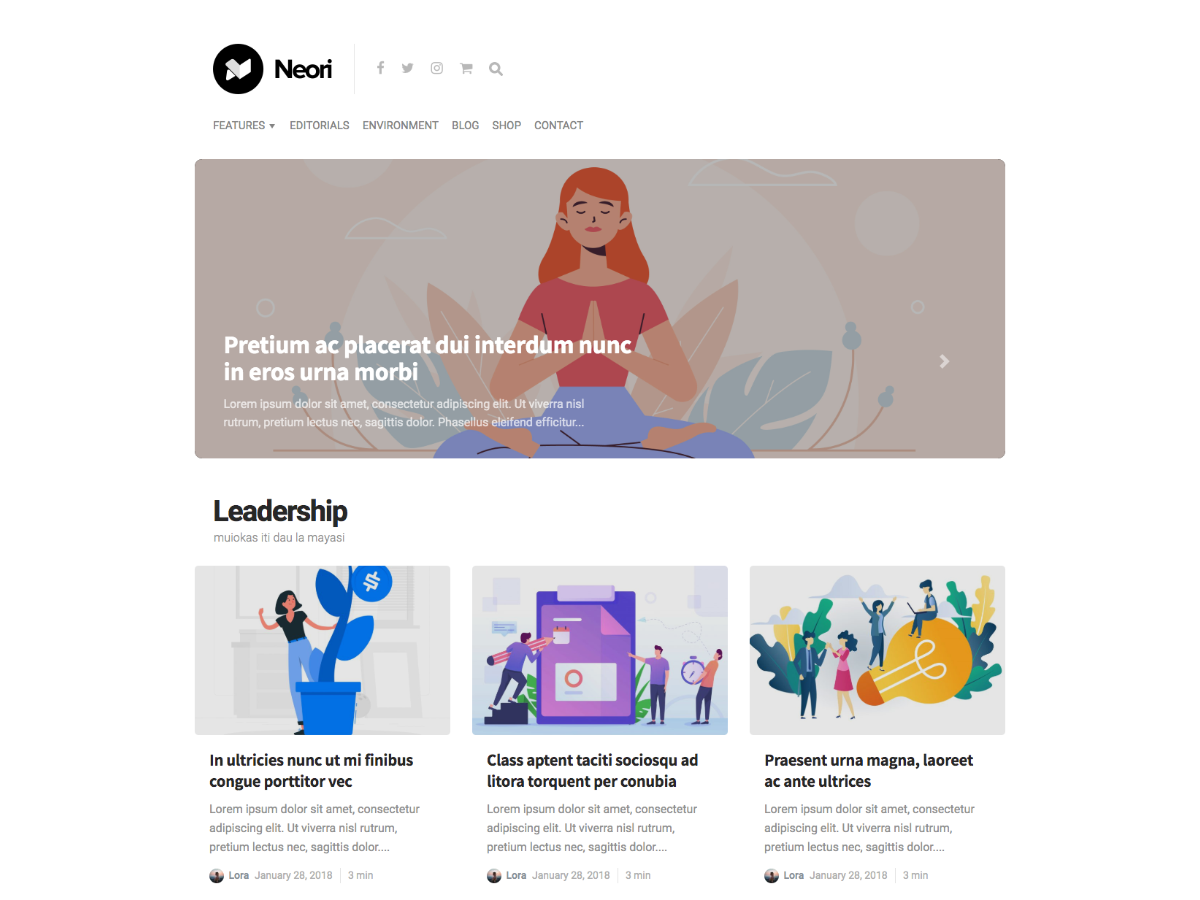 Neori
FEATURES EDITORIALS ENVIRONMENT BLOG SHOP CONTACT
Pretium ac placerat dui interdum nunc
in eros urna morbi
Lorem ipsum dolor sit amet, consectetur adipiscing elit. Ut viverra nisl
rutrum, pretium lectus nec, sagittis dolor. Phasellus eleifend efficitur...
Leadership
muiokas iti dau la mayasi
$
In ultricies nunc ut mi finibus
congue porttitor vec
Lorem ipsum dolor sit amet, consectetur
adipiscing elit. Ut viverra nisl rutrum,
pretium lectus nec, sagittis dolor....
Lora January 28, 2018 3 min
Class aptent taciti sociosqu ad
litora torquent per conubia
Lorem ipsum dolor sit amet, consectetur
adipiscing elit. Ut viverra nisl rutrum,
pretium lectus nec, sagittis dolor....
Lora January 28, 2018 3 min
Praesent urna magna, laoreet
ac ante ultrices
Lorem ipsum dolor sit amet, consectetur
adipiscing elit. Ut viverra nisl rutrum,
pretium lectus nec, sagittis dolor....
Lora January 28, 2018 3 min